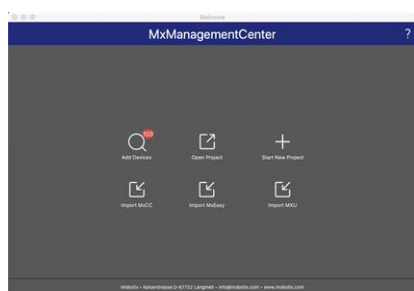 Welcome
MxManagementCenter ?
103
Add Devices Open Project Start New Project
Import MxCC Import MxEasy Import MXU
Mobotix • Kaiserstrasse D-67722 Langmeil • info@mobotix.com • www.mobotix.com